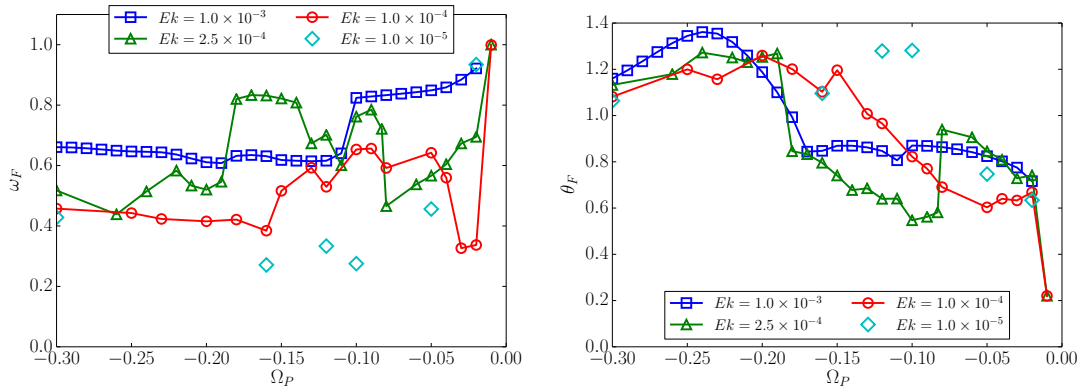 Ek = 1.0 × 10⁻³ Ek = 1.0 × 10⁻⁴
Ek = 2.5 × 10⁻⁴ Ek = 1.0 × 10⁻⁵
1.0
0.8
0.6
0.4
0.2
0.0
ω_F
−0.30 −0.25 −0.20 −0.15 −0.10 −0.05 0.00
Ω_P
1.4
1.2
1.0
0.8
0.6
0.4
0.2
0.0
θ_F
Ek = 1.0 × 10⁻³ Ek = 1.0 × 10⁻⁴
Ek = 2.5 × 10⁻⁴ Ek = 1.0 × 10⁻⁵
−0.30 −0.25 −0.20 −0.15 −0.10 −0.05 0.00
Ω_P